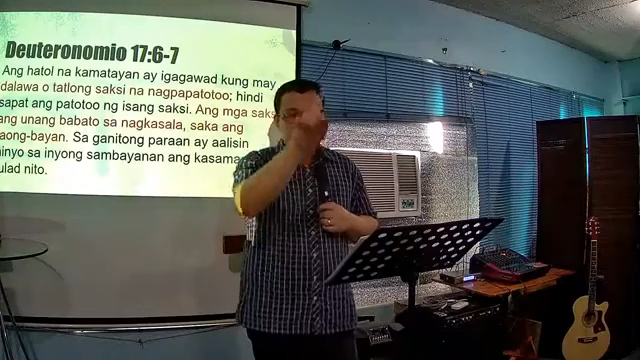 Deuteronomio 17:6-7
Ang hatol na kamatayan ay igagawad kung may
dalawa o tatlong saksi na nagpapatotoo; hindi
sapat ang patotoo ng isang saksi. Ang mga
ang unang babato sa nagkasala, saka ang
Sa ganitong paraan ay aalisin
sa inyong sambayanan ang
nito.